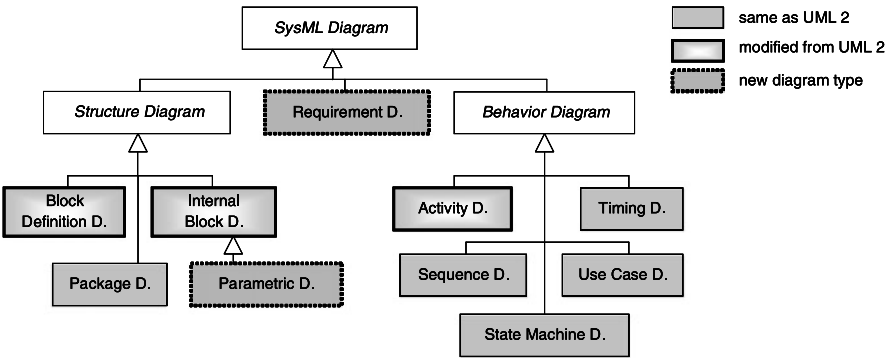 SysML Diagram
same as UML 2
modified from UML 2
new diagram type
Structure Diagram
Requirement D.
Behavior Diagram
Block
Definition D.
Internal
Block D.
Activity D.
Timing D.
Package D.
Parametric D.
Sequence D.
Use Case D.
State Machine D.